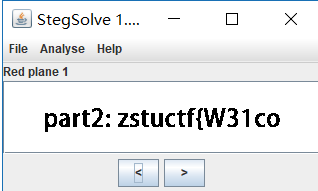 StegSolve 1....
File Analyse Help
Red plane 1
part2: zstuctf{W31co
< >